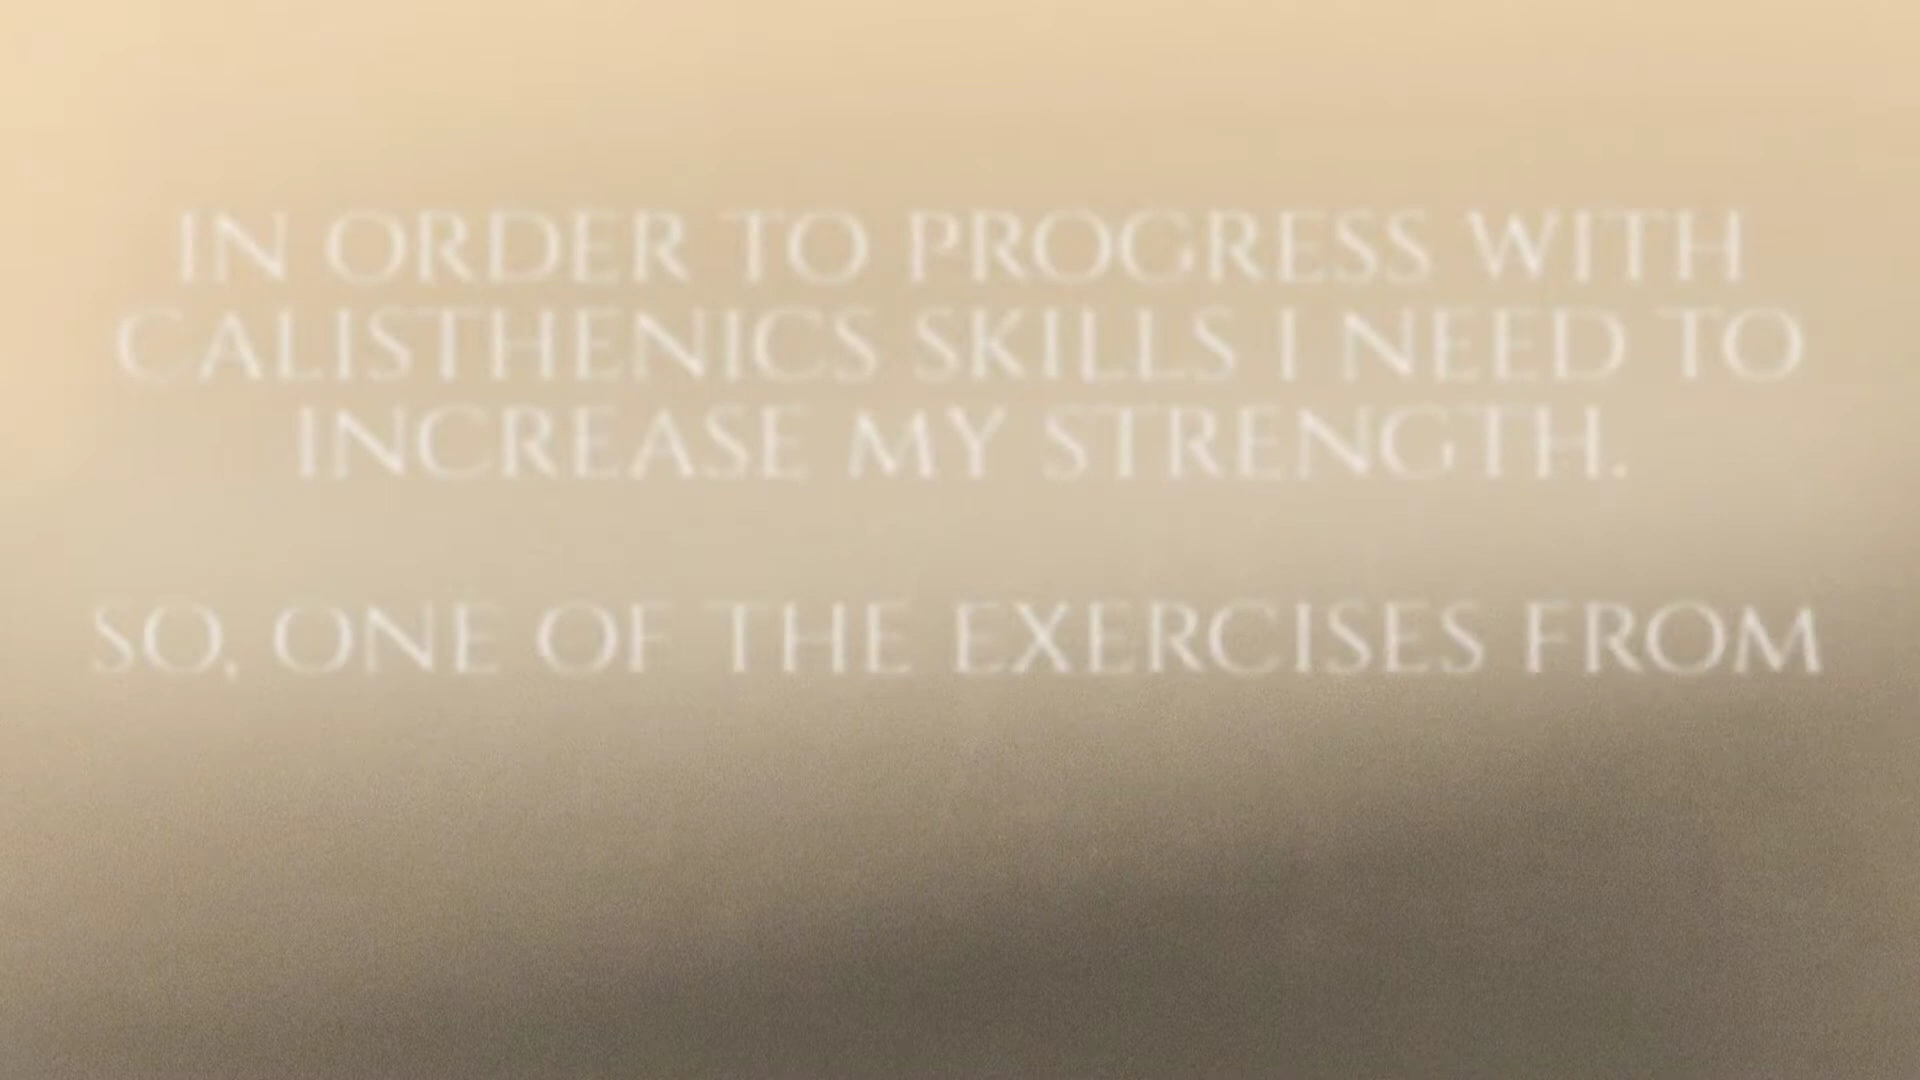 IN ORDER TO PROGRESS WITH
CALISTHENICS SKILLS I NEED TO
INCREASE MY STRENGTH.
SO, ONE OF THE EXERCISES FROM